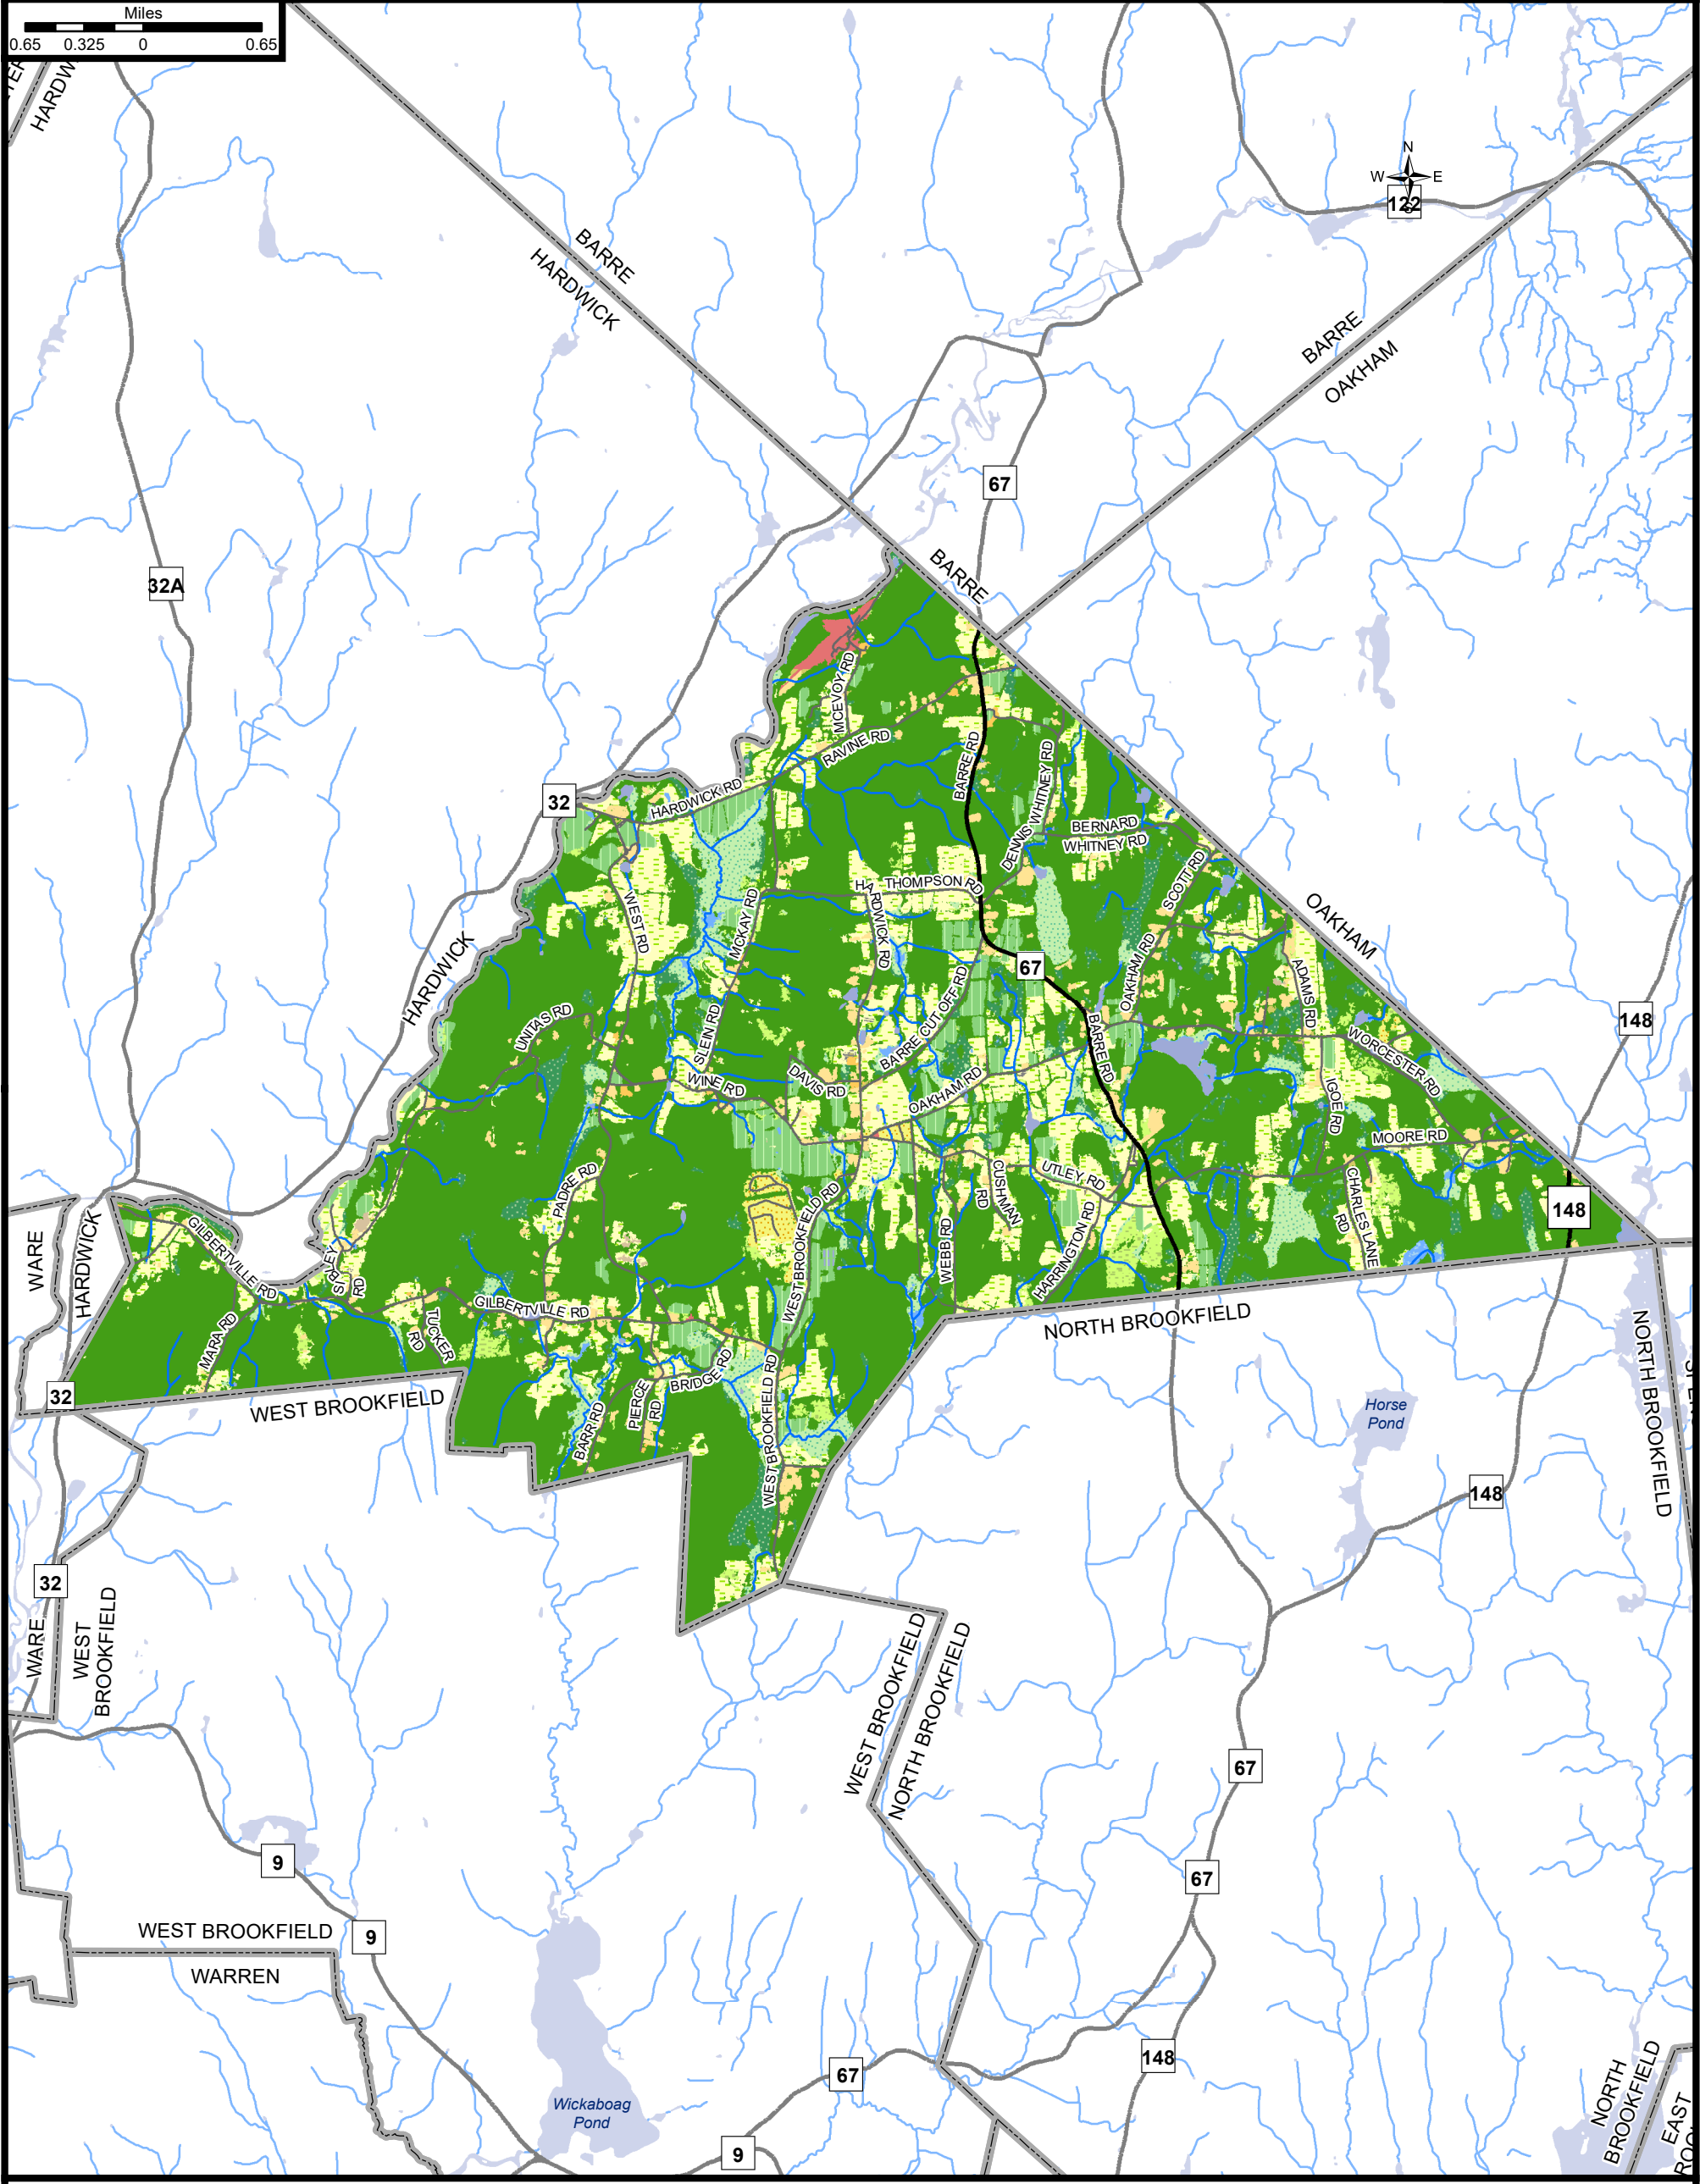 Miles
0.65 0.325 0 0.65
HARDWI
N
W E
S
122
BARRE
HARDWICK
BARRE
OAKHAM
67
32A
BARRE
MCEVOY RD
RAVINE RD
BARRE RD
DENNIS WHITNEY RD
32
HARDWICK RD
BERNARD
WHITNEY RD
SCOTT RD
THOMPSON RD
HARDWICK RD
WEST RD
MCKAY RD
OAKHAM
HARDWICK
67
OAKHAM RD
ADAMS RD
148
UNITAS RD
SLEIN RD
BARRE CUT OFF RD
BARRE RD
WORCESTER RD
WINE RD
DAVIS RD
OAKHAM RD
IGOE RD
MOORE RD
PADRE RD
CUSHMAN
RD
UTLEY RD
CHARLES LANE
RD
148
WARE
HARDWICK
GILBERTVILLE RD
SIBLEY
RD
WEST BROOKFIELD RD
WEBB RD
HARRINGTON RD
GILBERTVILLE RD
MARA RD
TUCKER
RD
NORTH BROOKFIELD
NORTH BROOKFIELD
32
WEST BROOKFIELD
BARR RD
PIERCE
RD
BRIDGE RD
WEST BROOKFIELD RD
Horse
Pond
148
32
WARE
WEST
BROOKFIELD
WEST BROOKFIELD
NORTH BROOKFIELD
67
9
67
WEST BROOKFIELD
9
WARREN
67
148
Wickaboag
Pond
9
NORTH
BROOKFIELD
EAST